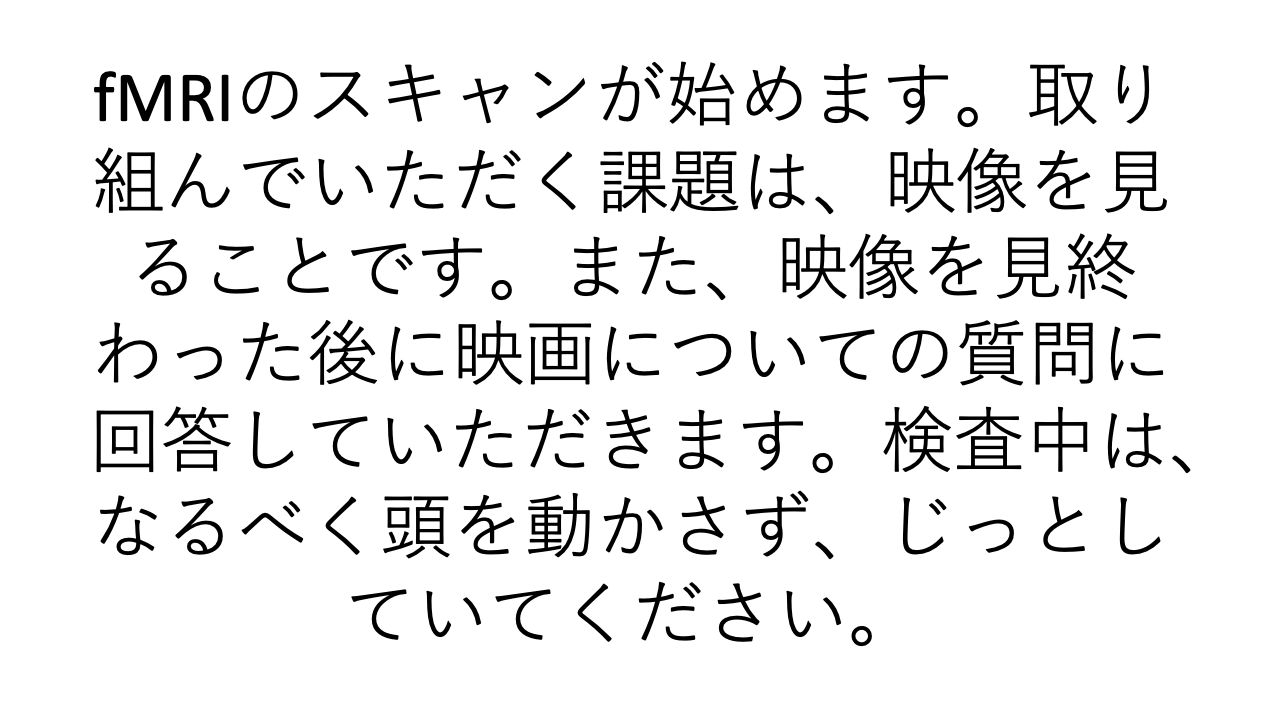 fMRIのスキャンが始めます。取り
組んでいただく課題は、映像を見
ることです。また、映像を見終
わった後に映画についての質問に
回答していただきます。検査中は、
なるべく頭を動かさず、じっとし
ていてください。